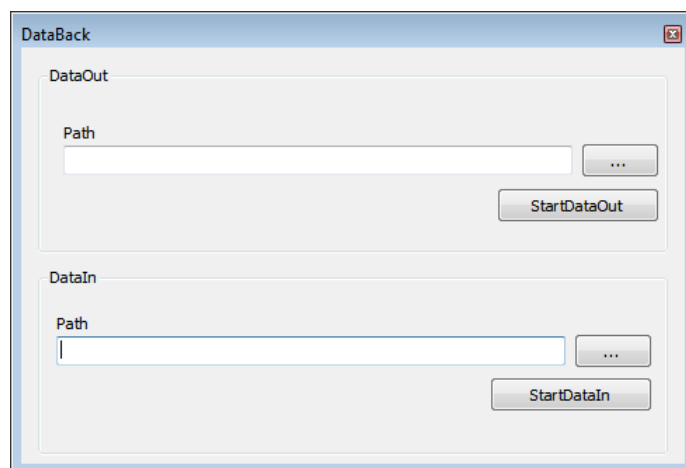 DataBack
DataOut
Path
...
StartDataOut
DataIn
Path
...
StartDataIn